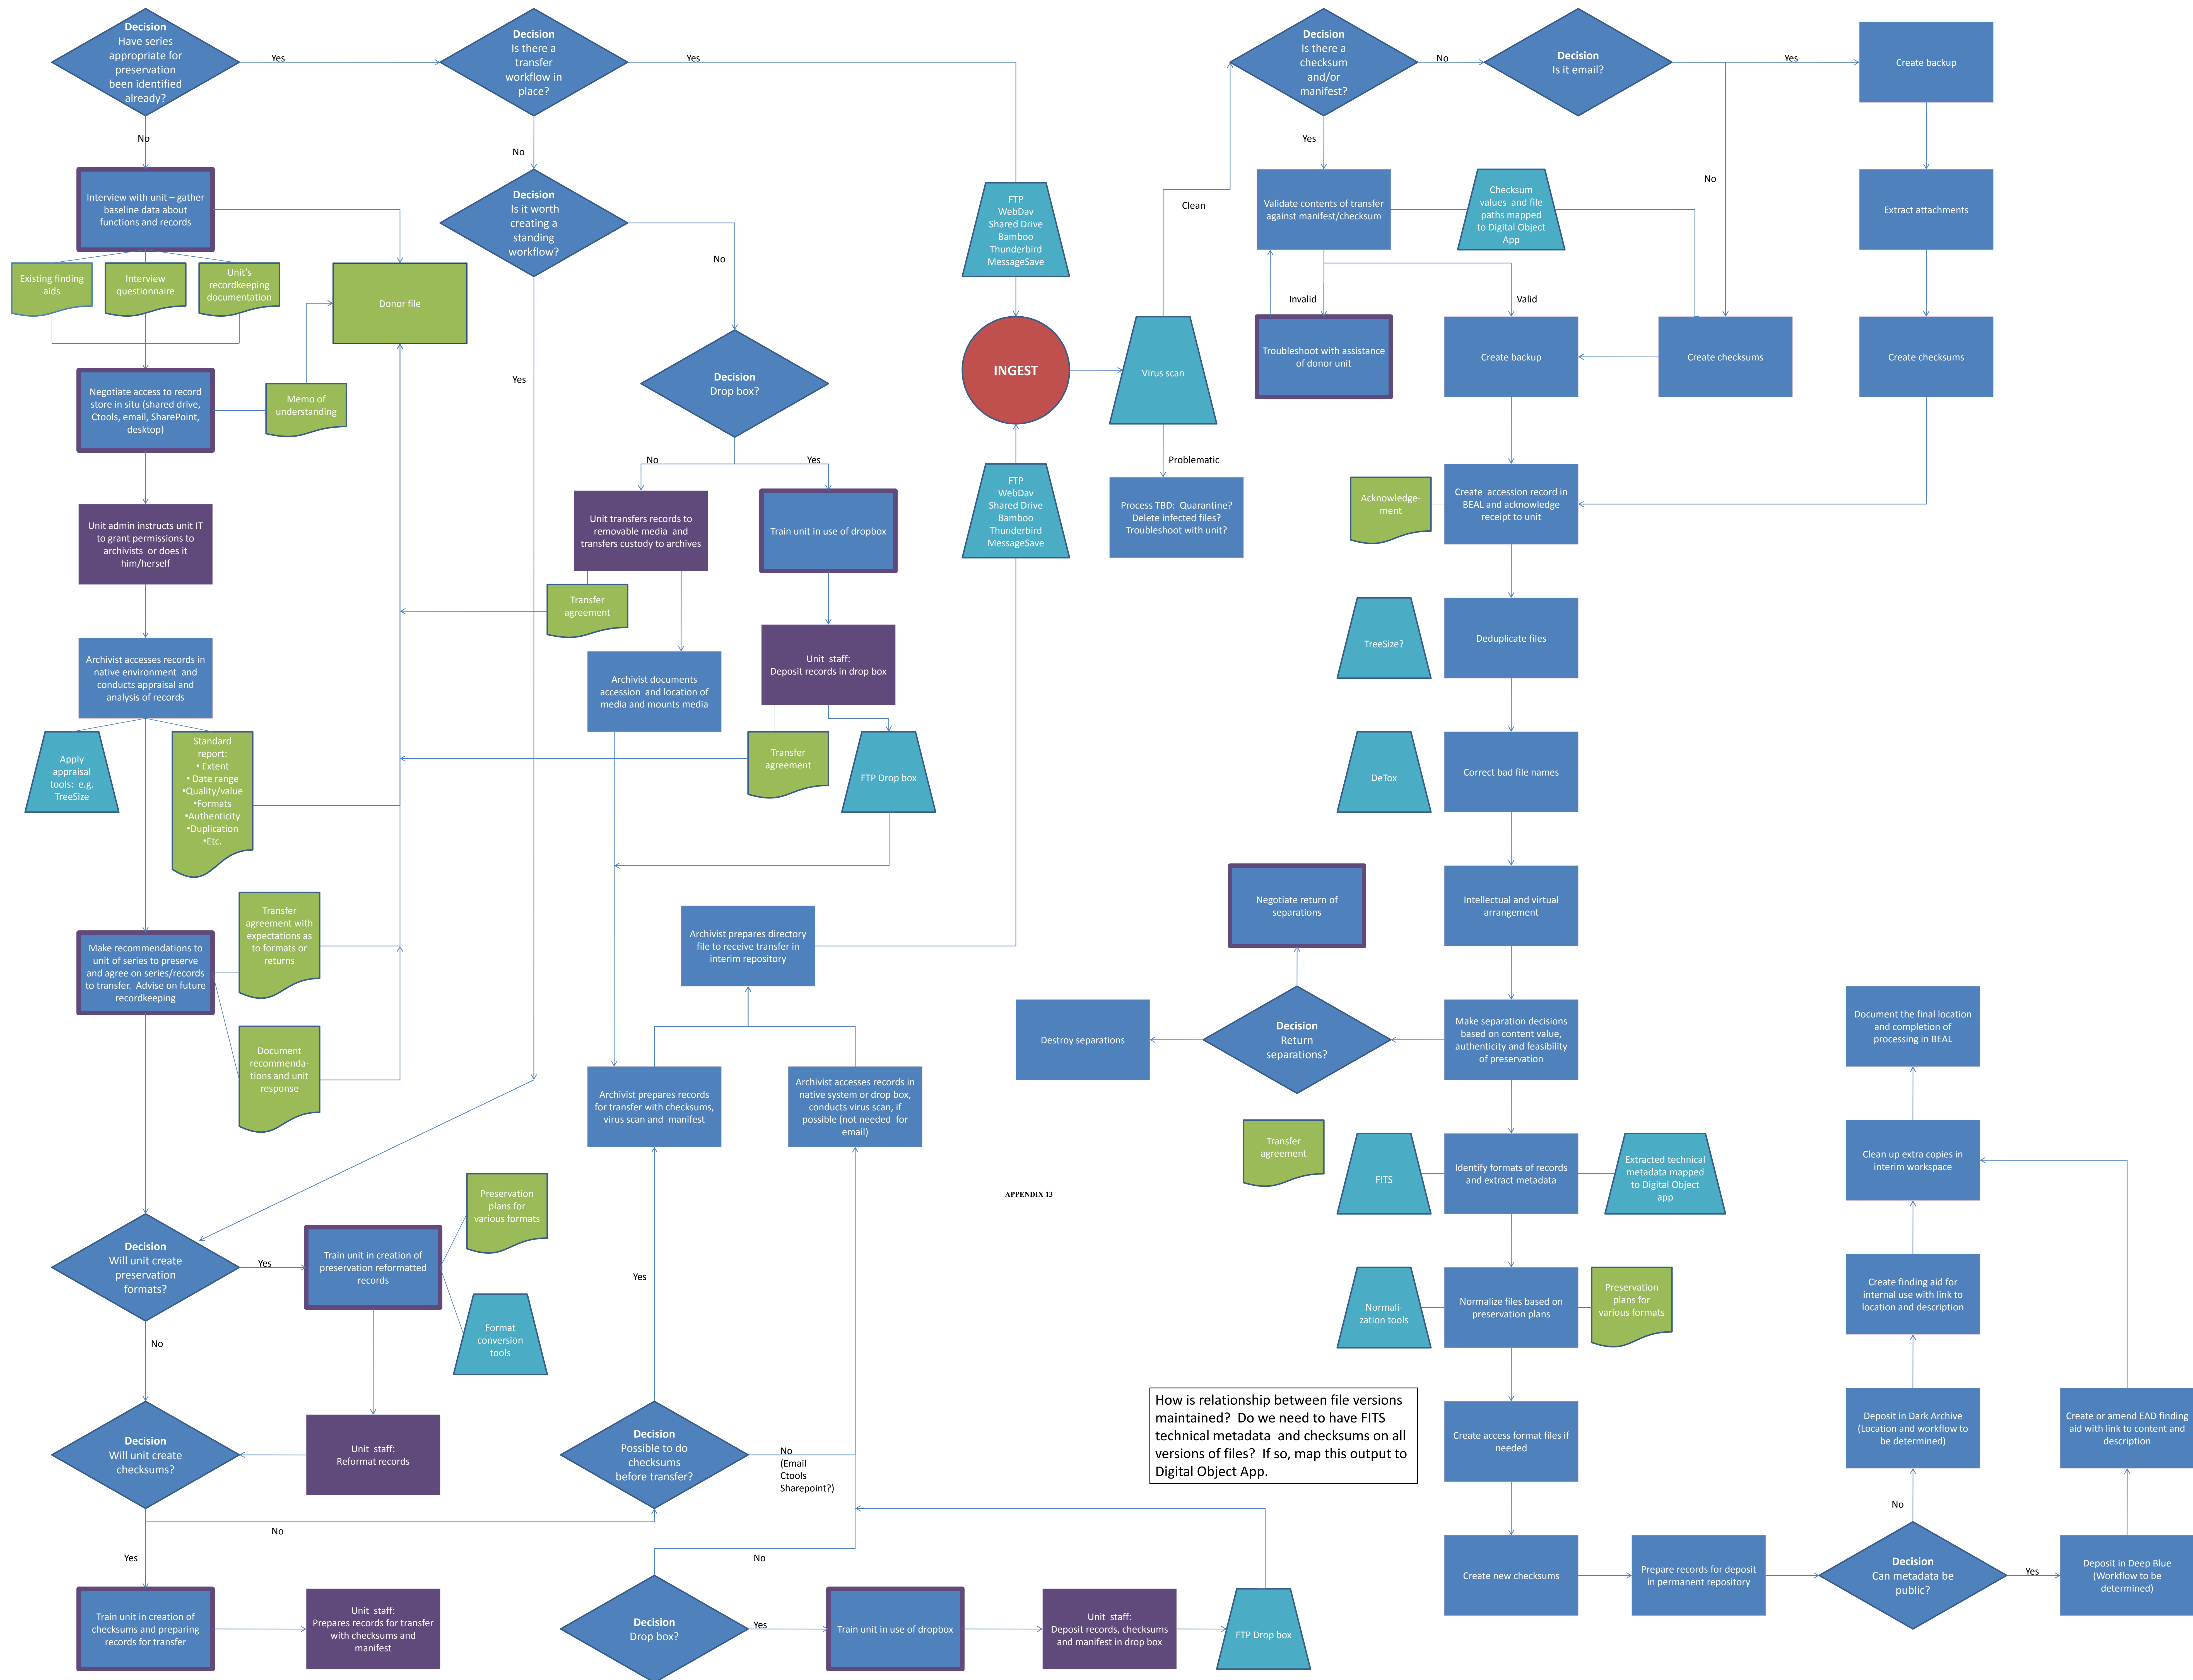 Decision
Have series
appropriate for
preservation
been identified
already?
Yes
No
Decision
Is there a
transfer
workflow in
place?
Yes
No
Interview with unit – gather
baseline data about
functions and records
Existing finding
aids
Interview
questionnaire
Unit's
recordkeeping
documentation
Donor file
Negotiate access to record
store in situ (shared drive,
Ctools, email, SharePoint,
desktop)
Memo of
understanding
Unit admin instructs unit IT
to grant permissions to
archivists or does it
him/herself
Archivist accesses records in
native environment and
conducts appraisal and
analysis of records
Apply
appraisal
tools: e.g.
TreeSize
Standard
report:
• Extent
• Date range
•Quality/value
•Formats
•Authenticity
•Duplication
•Etc.
Make recommendations to
unit of series to preserve
and agree on series/records
to transfer. Advise on future
recordkeeping
Transfer
agreement with
expectations as
to formats or
returns
Document
recommenda-
tions and unit
response
Decision
Will unit create
preservation
formats?
Yes
No
Train unit in creation of
preservation reformatted
records
Preservation
plans for
various formats
Format
conversion
tools
Unit staff:
Reformat records
Decision
Will unit create
checksums?
No
Yes
Train unit in creation of
checksums and preparing
records for transfer
Unit staff:
Prepares records for transfer
with checksums and
manifest
Decision
Is it worth
creating a
standing
workflow?
No
Yes
Decision
Drop box?
No
Yes
Unit transfers records to
removable media and
transfers custody to archives
Train unit in use of dropbox
Transfer
agreement
Archivist documents
accession and location of
media and mounts media
Unit staff:
Deposit records in drop box
Transfer
agreement
FTP Drop box
Archivist prepares directory
file to receive transfer in
interim repository
Archivist prepares records
for transfer with checksums,
virus scan and manifest
Archivist accesses records in
native system or drop box,
conducts virus scan, if
possible (not needed for
email)
Yes
Decision
Possible to do
checksums
before transfer?
No
(Email
Ctools
Sharepoint?)
No
Decision
Drop box?
Yes
Train unit in use of dropbox
Unit staff:
Deposit records, checksums
and manifest in drop box
FTP Drop box
FTP
WebDav
Shared Drive
Bamboo
Thunderbird
MessageSave
INGEST
FTP
WebDav
Shared Drive
Bamboo
Thunderbird
MessageSave
Virus scan
Clean
Problematic
Process TBD: Quarantine?
Delete infected files?
Troubleshoot with unit?
Decision
Is there a
checksum
and/or
manifest?
No
Yes
Decision
Is it email?
Yes
No
Create backup
Extract attachments
Create checksums
Validate contents of transfer
against manifest/checksum
Checksum
values and file
paths mapped
to Digital Object
App
Invalid
Valid
Troubleshoot with assistance
of donor unit
Create backup
Create checksums
Acknowledge-
ment
Create accession record in
BEAL and acknowledge
receipt to unit
TreeSize?
Deduplicate files
DeTox
Correct bad file names
Intellectual and virtual
arrangement
Negotiate return of
separations
Destroy separations
Decision
Return
separations?
Make separation decisions
based on content value,
authenticity and feasibility
of preservation
Transfer
agreement
APPENDIX 13
FITS
Identify formats of records
and extract metadata
Extracted technical
metadata mapped
to Digital Object
app
Normali-
zation tools
Normalize files based on
preservation plans
Preservation
plans for
various formats
How is relationship between file versions
maintained? Do we need to have FITS
technical metadata and checksums on all
versions of files? If so, map this output to
Digital Object App.
Create access format files if
needed
Create new checksums
Prepare records for deposit
in permanent repository
Decision
Can metadata be
public?
No
Yes
Deposit in Deep Blue
(Workflow to be
determined)
Create or amend EAD finding
aid with link to content and
description
Deposit in Dark Archive
(Location and workflow to
be determined)
Create finding aid for
internal use with link to
location and description
Clean up extra copies in
interim workspace
Document the final location
and completion of
processing in BEAL